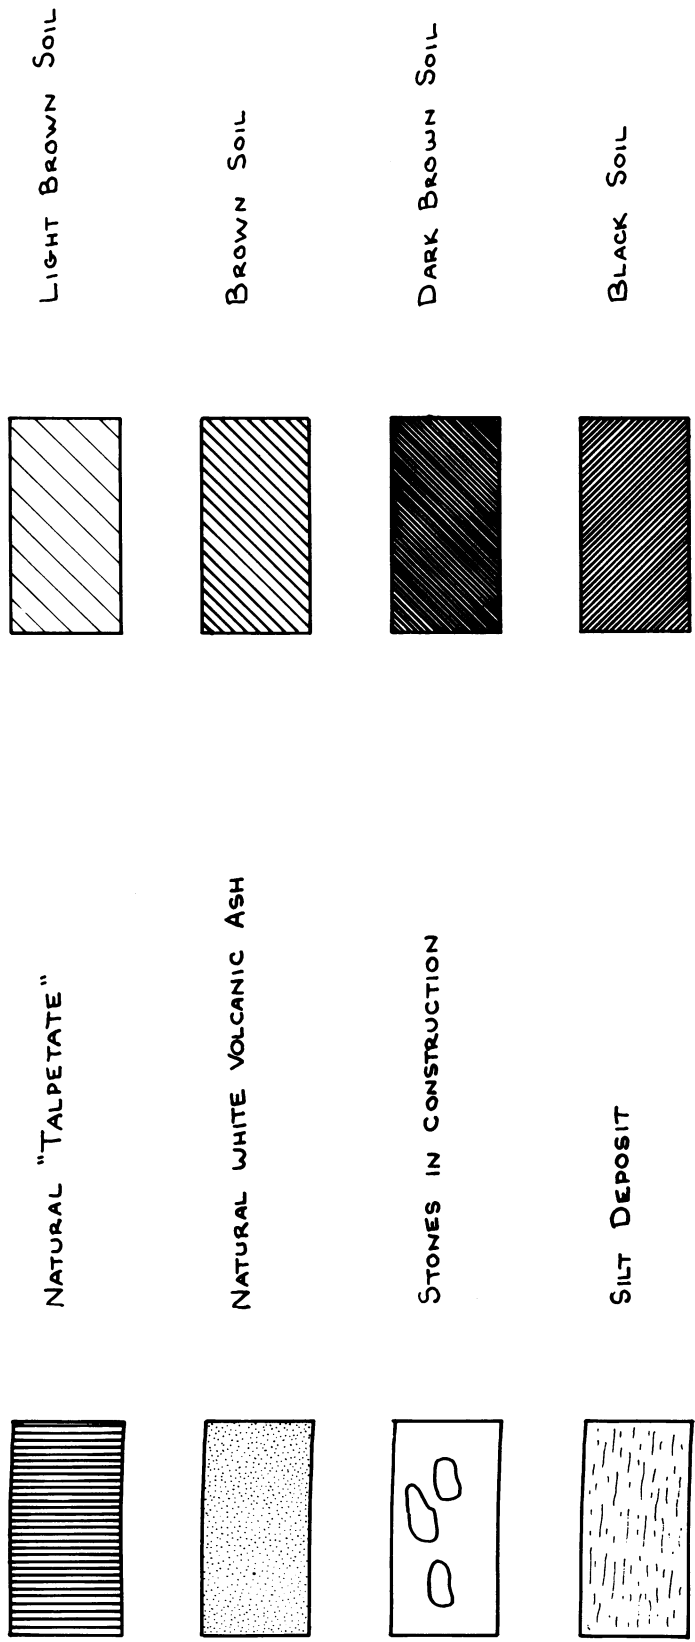 NATURAL "TALPETATE"
NATURAL WHITE VOLCANIC ASH
STONES IN CONSTRUCTION
SILT DEPOSIT
LIGHT BROWN SOIL
BROWN SOIL
DARK BROWN SOIL
BLACK SOIL